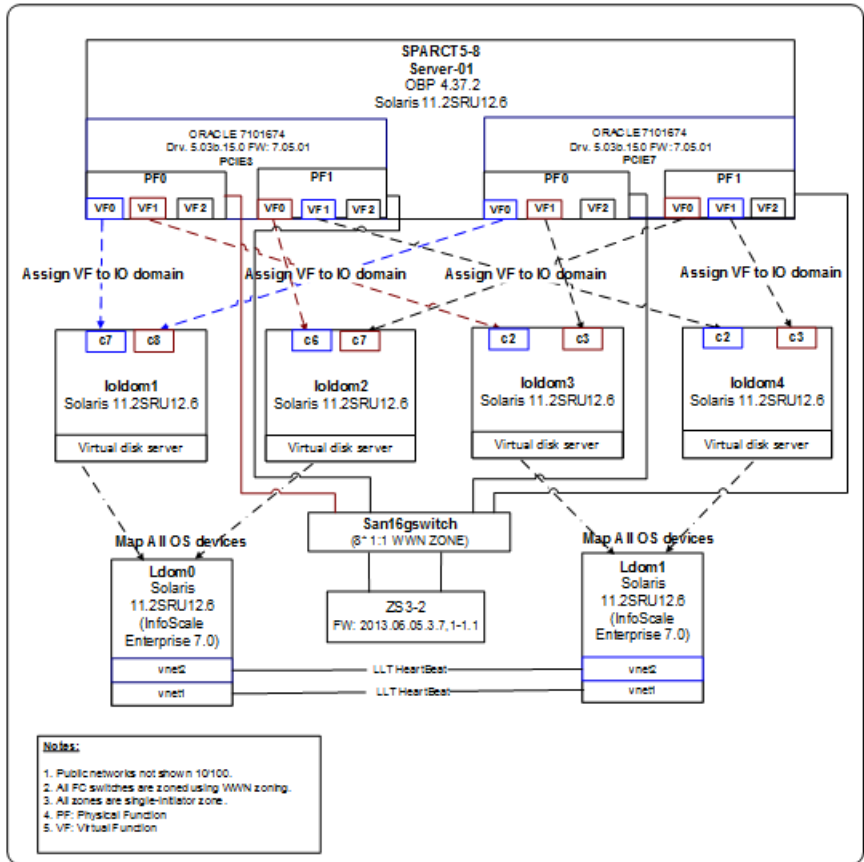 SPARCT5-8
Server-01
OBP 4.37.2
Solaris 11.2SRU12.6
ORACLE 7101674
Drv. 5.03b.15.0 FW: 7.05.01
PCIE3
PF0
PF1
VF0
VF1
VF2
VF0
VF1
VF2
ORACLE 7101674
Drv. 5.03b.15.0 FW: 7.05.01
PCIE7
PF0
PF1
VF0
VF1
VF2
VF0
VF1
VF2
Assign VF to IO domain
Assign VF to IO domain
Assign VF to IO domain
Assign VF to IO domain
c7
c8
Ioldom1
Solaris 11.2SRU12.6
Virtual disk server
c6
c7
Ioldom2
Solaris 11.2SRU12.6
Virtual disk server
c2
c3
Ioldom3
Solaris 11.2SRU12.6
Virtual disk server
c2
c3
Ioldom4
Solaris 11.2SRU12.6
Virtual disk server
San16gswitch
(8* 1:1 WWN ZONE)
Map All OS devices
Map All OS devices
Ldom0
Solaris
11.2SRU12.6
(InfoScale
Enterprise 7.0)
vnet2
vnet1
ZS3-2
FW: 2013.06.05.3.7,1-1.1
Ldom1
Solaris
11.2SRU12.6
(InfoScale
Enterprise 7.0)
vnet2
vnet1
LLT HeartBeat
LLT HeartBeat
Notes:
1. Public networks not shown 10/100.
2. All FC switches are zoned using WWN zoning.
3. All zones are single-initiator zone.
4. PF: Physical Function
5. VF: Virtual Function